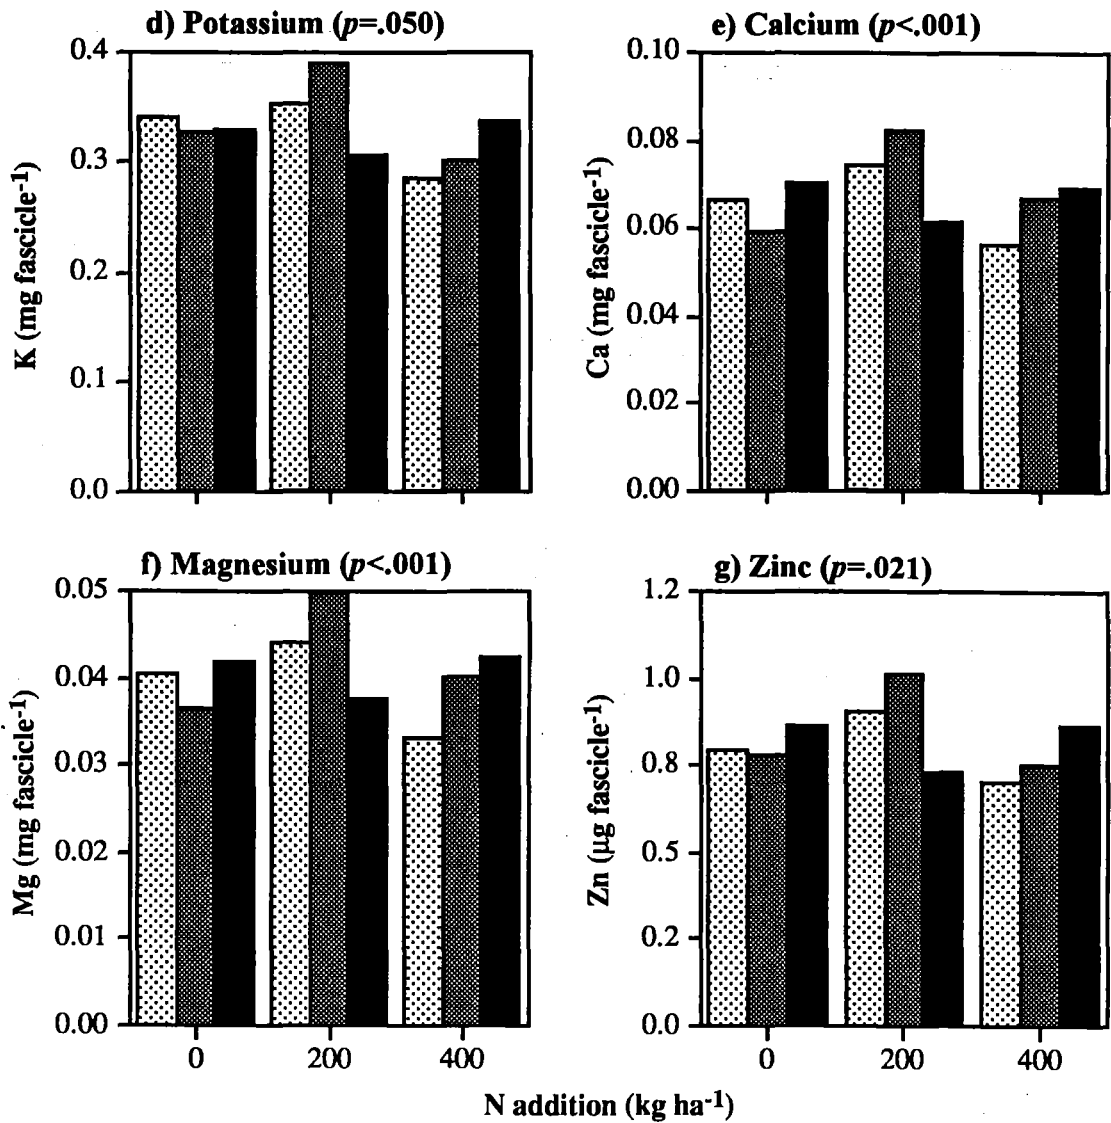 d) Potassium (p=.050)
0.4
0.3
0.2
0.1
0.0
K (mg fascicle⁻¹)
e) Calcium (p<.001)
0.10
0.08
0.06
0.04
0.02
0.00
Ca (mg fascicle⁻¹)
f) Magnesium (p<.001)
0.05
0.04
0.03
0.02
0.01
0.00
Mg (mg fascicle⁻¹)
0 200 400
g) Zinc (p=.021)
1.2
1.0
0.8
0.5
0.2
0.0
Zn (µg fascicle⁻¹)
0 200 400
N addition (kg ha⁻¹)